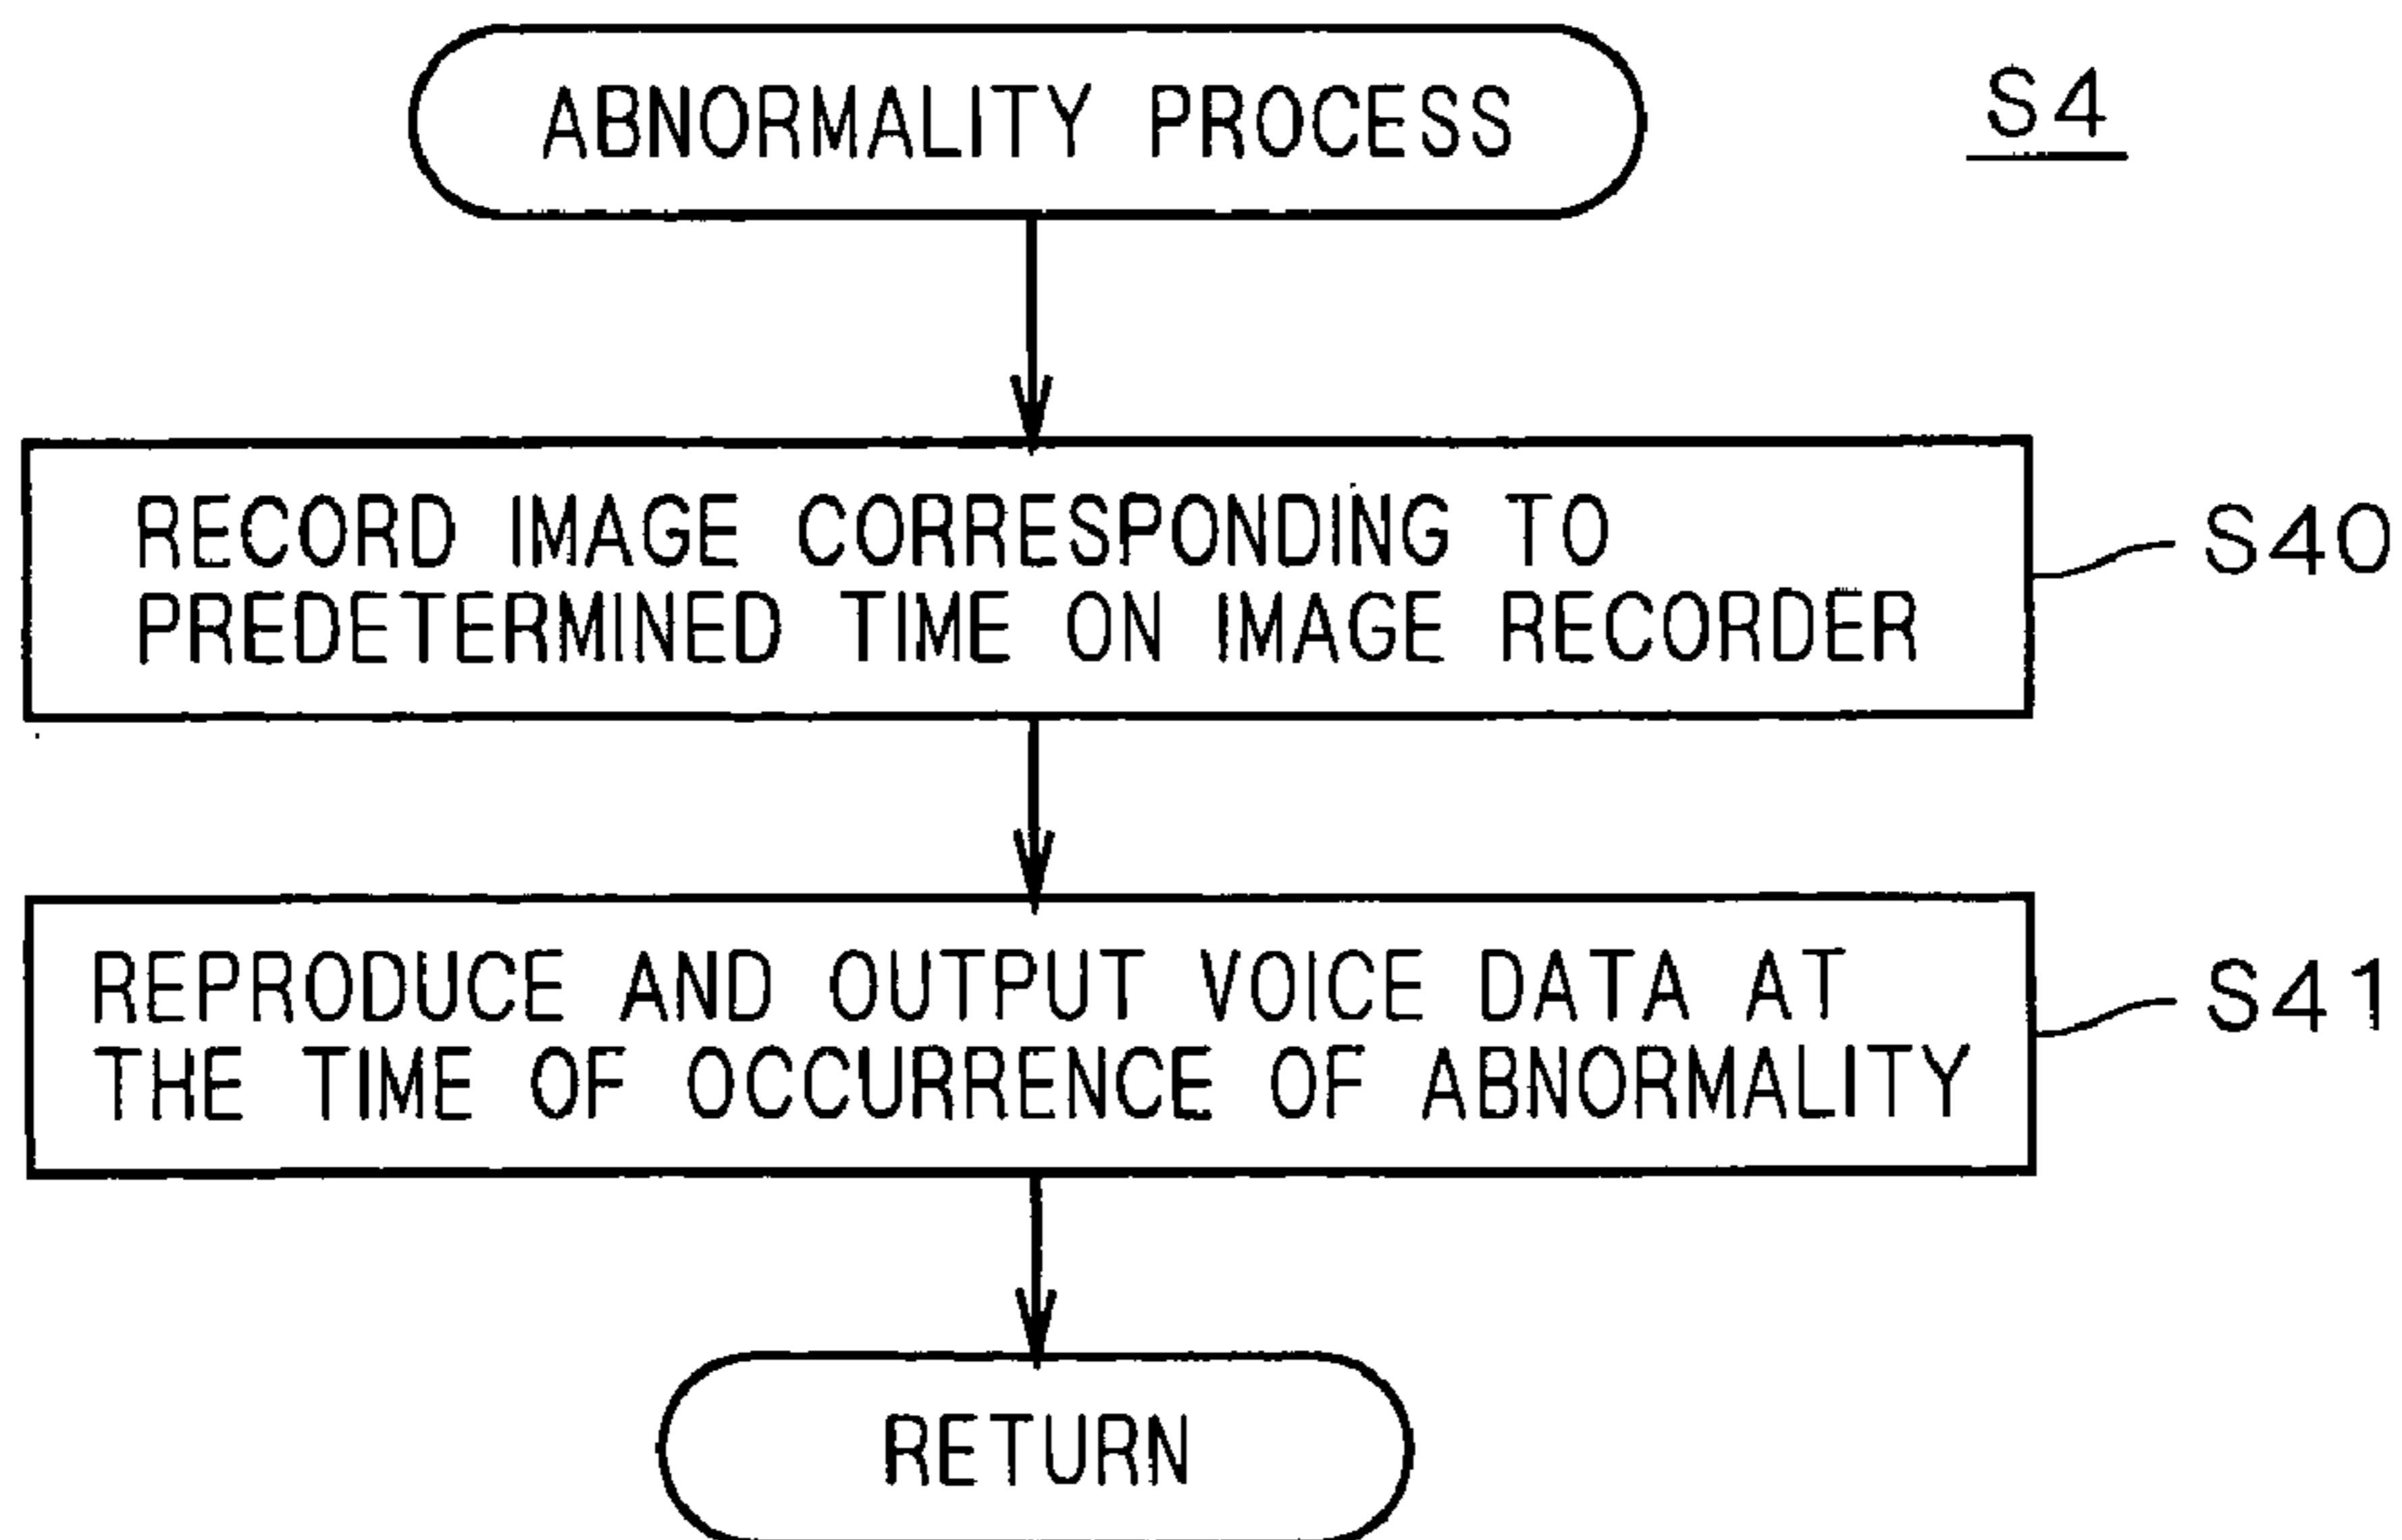 ABNORMALITY PROCESS
S4
RECORD IMAGE CORRESPONDING TO
PREDETERMINED TIME ON IMAGE RECORDER
S40
REPRODUCE AND OUTPUT VOICE DATA AT
THE TIME OF OCCURRENCE OF ABNORMALITY
S41
RETURN